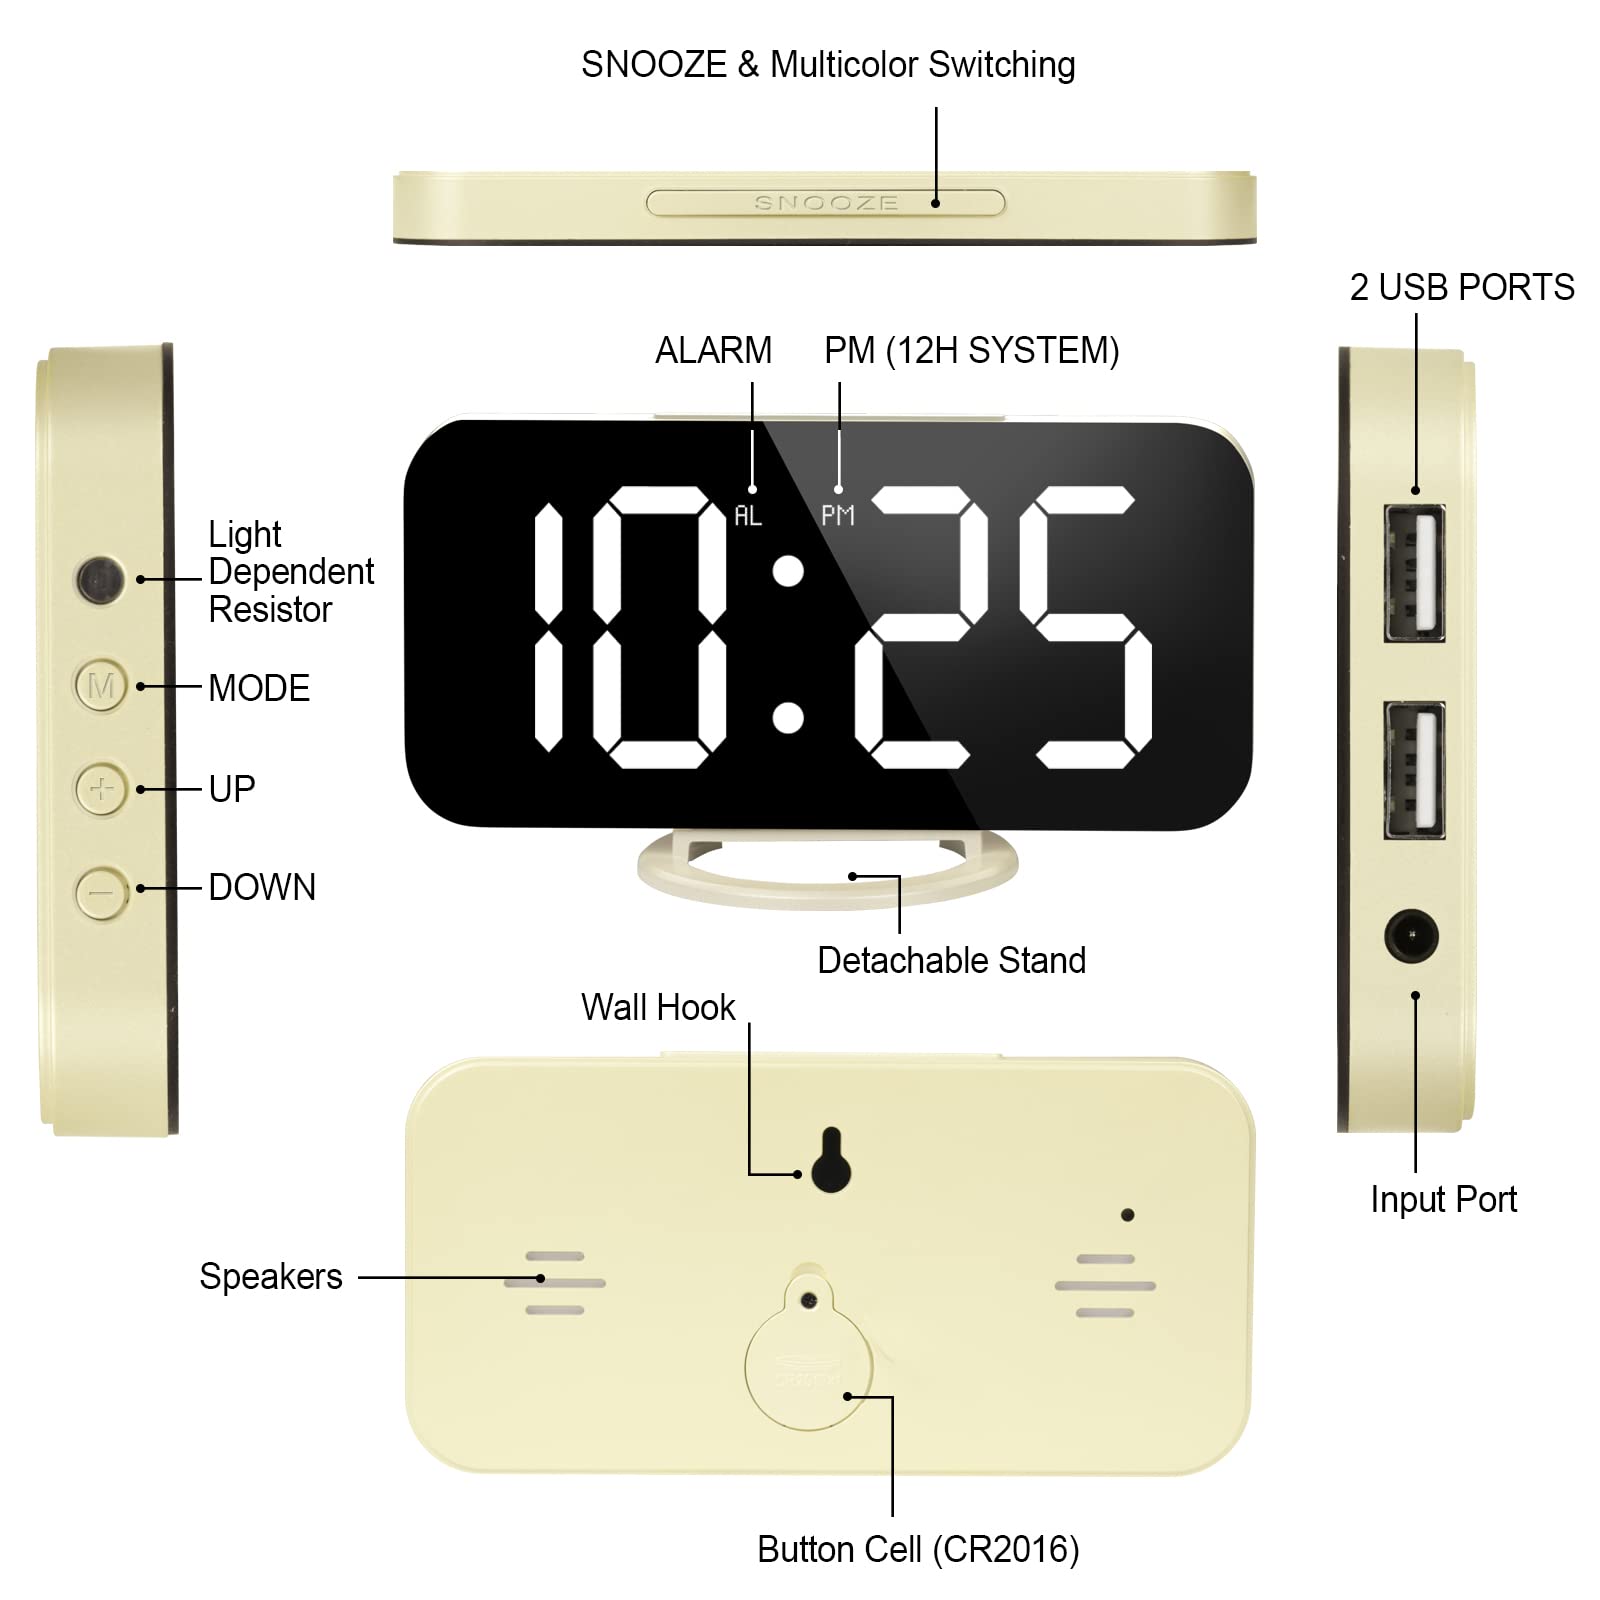 SNOOZE & Multicolor Switching
SNOOZE
2 USB PORTS
ALARM
PM (12H SYSTEM)
AL
PM
10:25
Light
Dependent
Resistor
M
MODE
+
UP
−
DOWN
Detachable Stand
Wall Hook
Input Port
Speakers
Button Cell (CR2016)